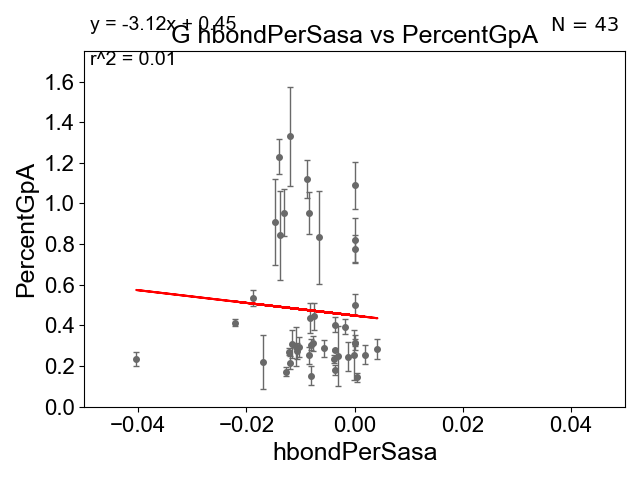 y = -3.12x + 0.45
N = 43
G hbondPerSasa vs PercentGpA
r^2 = 0.01
PercentGpA
1.6
1.4
1.2
1.0
0.8
0.6
0.4
0.2
0.0
−0.04
−0.02
0.00
0.02
0.04
hbondPerSasa